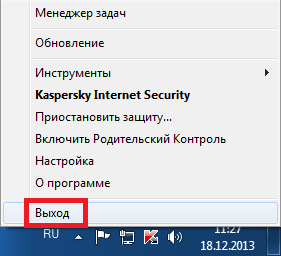 Менеджер задач
Обновление
Инструменты
Kaspersky Internet Security
Приостановить защиту...
Включить Родительский Контроль
Настройка
О программе
Выход
RU
11:27
18.12.2013